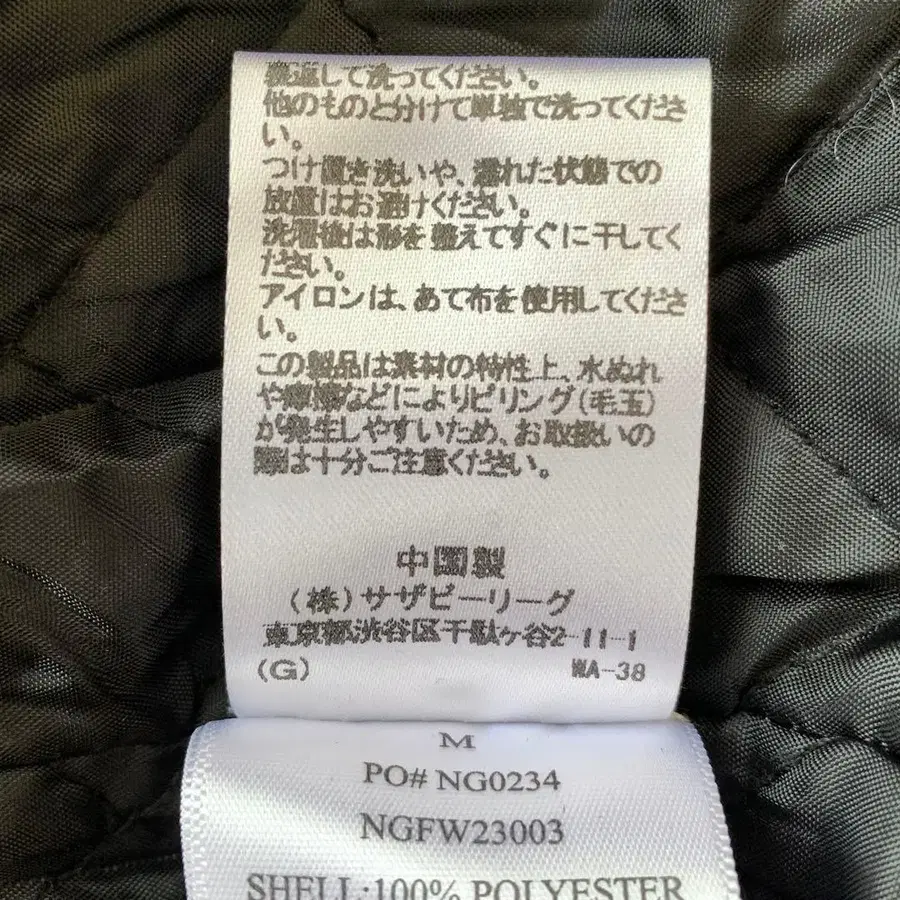 裏返して洗ってください。
他のものと分けて単独で洗ってくださ
い。
つけ置き洗いや、濡れた状態での
放置はお避けください。
洗濯後は形を整えてすぐに干してく
ださい。
アイロンは、あて布を使用してくださ
い。
この製品は素材の特性上、水ぬれ
や摩擦などによりピリング(毛玉)
が発生しやすいため、お取扱いの
際は十分ご注意ください。
中国製
(株)サザビーリーグ
東京都渋谷区千駄ヶ谷2-11-1
(G) WA-38
M
PO# NG0234
NGFW23003
SHELL:100% POLYESTER